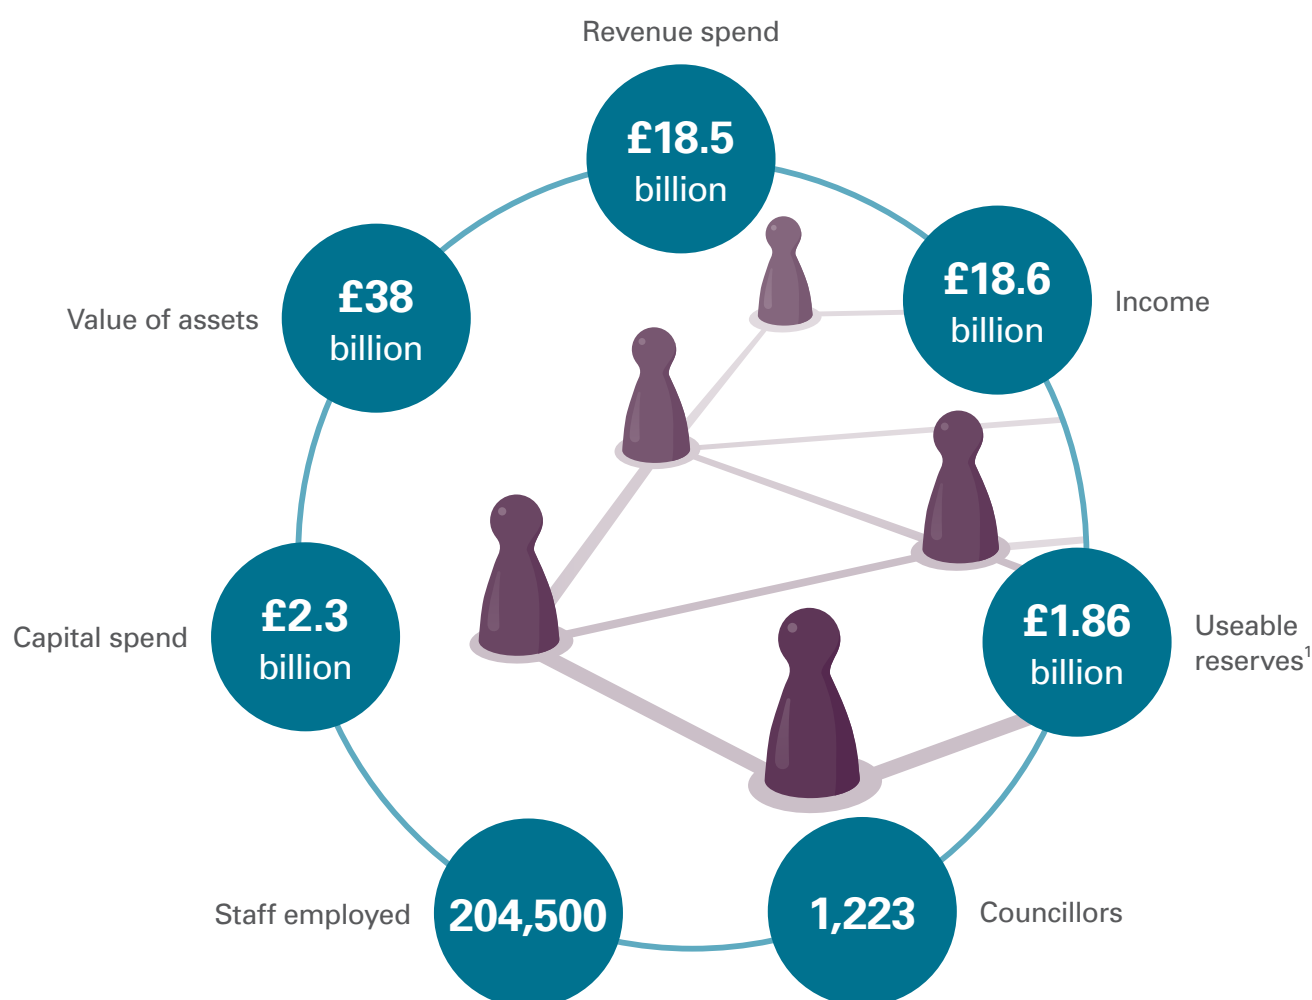 Revenue spend
£18.5
billion
£18.6
billion
Income
£38
billion
Value of assets
£2.3
billion
Capital spend
£1.86
billion
Useable
reserves¹
Staff employed
204,500
1,223
Councillors